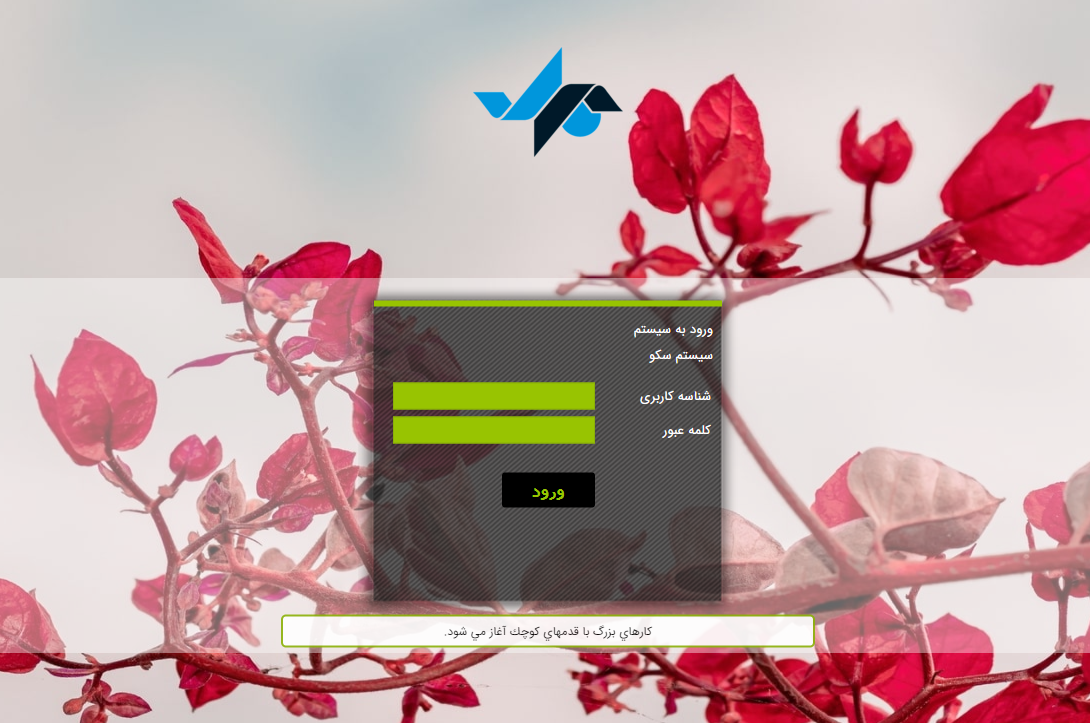 ورود به سیستم
سیستم سکو
شناسه کاربری
کلمه عبور
ورود
كارهاي بزرگ با قدمهاي كوچك آغاز مي شود.